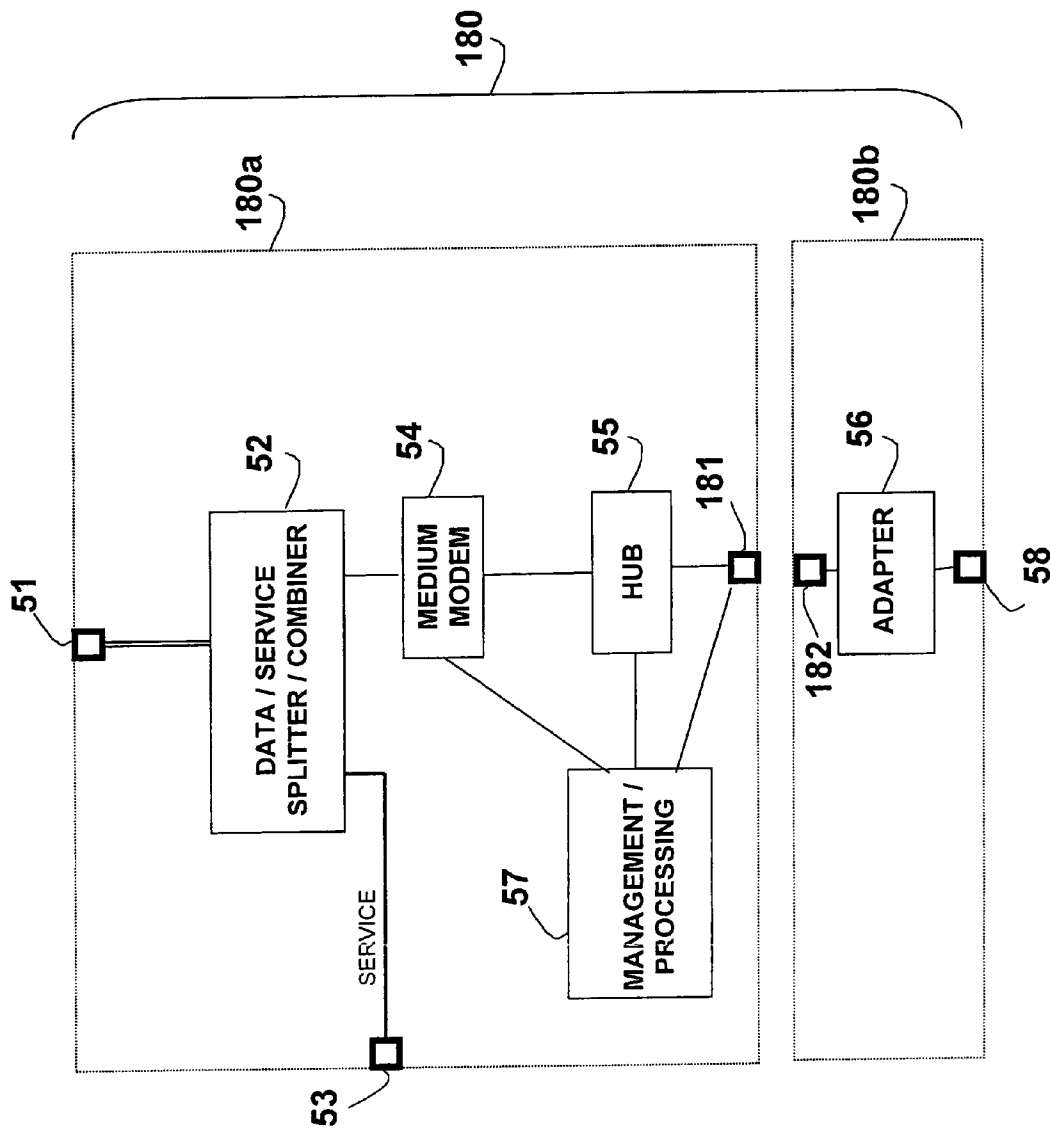 180
180a
180b
51
52
DATA / SERVICE
SPLITTER / COMBINER
54
MEDIUM
MODEM
55
HUB
181
56
ADAPTER
182
58
57
MANAGEMENT /
PROCESSING
SERVICE
53